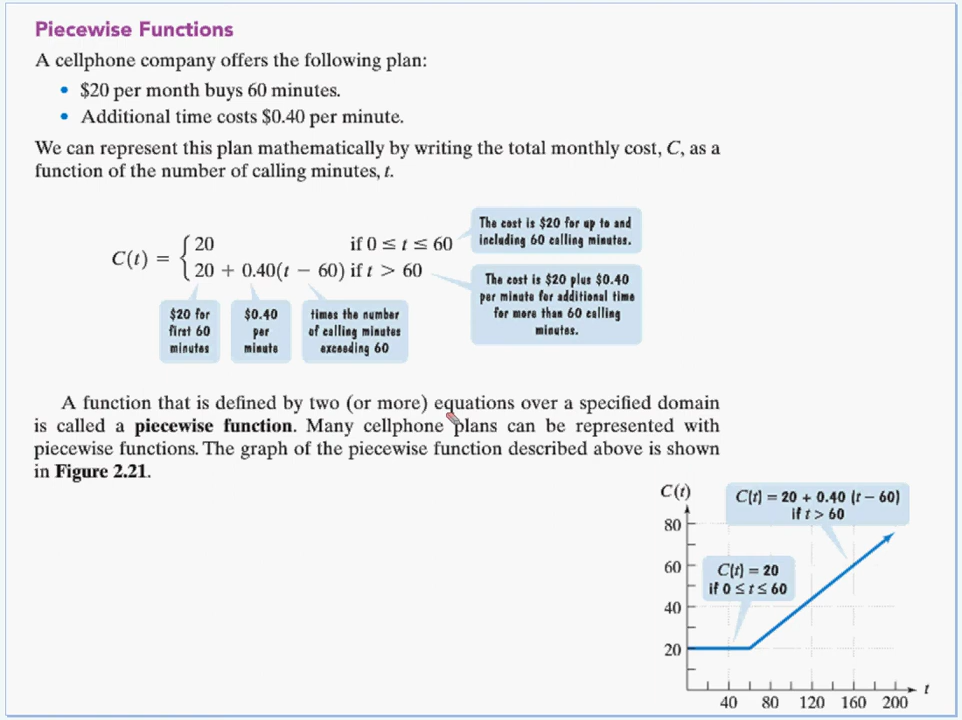 Piecewise Functions
A cellphone company offers the following plan:
• $20 per month buys 60 minutes.
• Additional time costs $0.40 per minute.
We can represent this plan mathematically by writing the total monthly cost, C, as a
function of the number of calling minutes, t.
The cost is $20 for up to and
including 60 calling minutes.
C(t) = { 20 if 0 ≤ t ≤ 60
20 + 0.40(t − 60) if t > 60
The cost is $20 plus $0.40
per minute for additional time
for more than 60 calling
minutes.
$20 for
first 60
minutes
$0.40
per
minute
times the number
of calling minutes
exceeding 60
A function that is defined by two (or more) equations over a specified domain
is called a piecewise function. Many cellphone plans can be represented with
piecewise functions. The graph of the piecewise function described above is shown
in Figure 2.21.
C(t)
C(t) = 20 + 0.40 (t − 60)
if t > 60
80
60
C(t) = 20
if 0 ≤ t ≤ 60
40
20
t
40 80 120 160 200